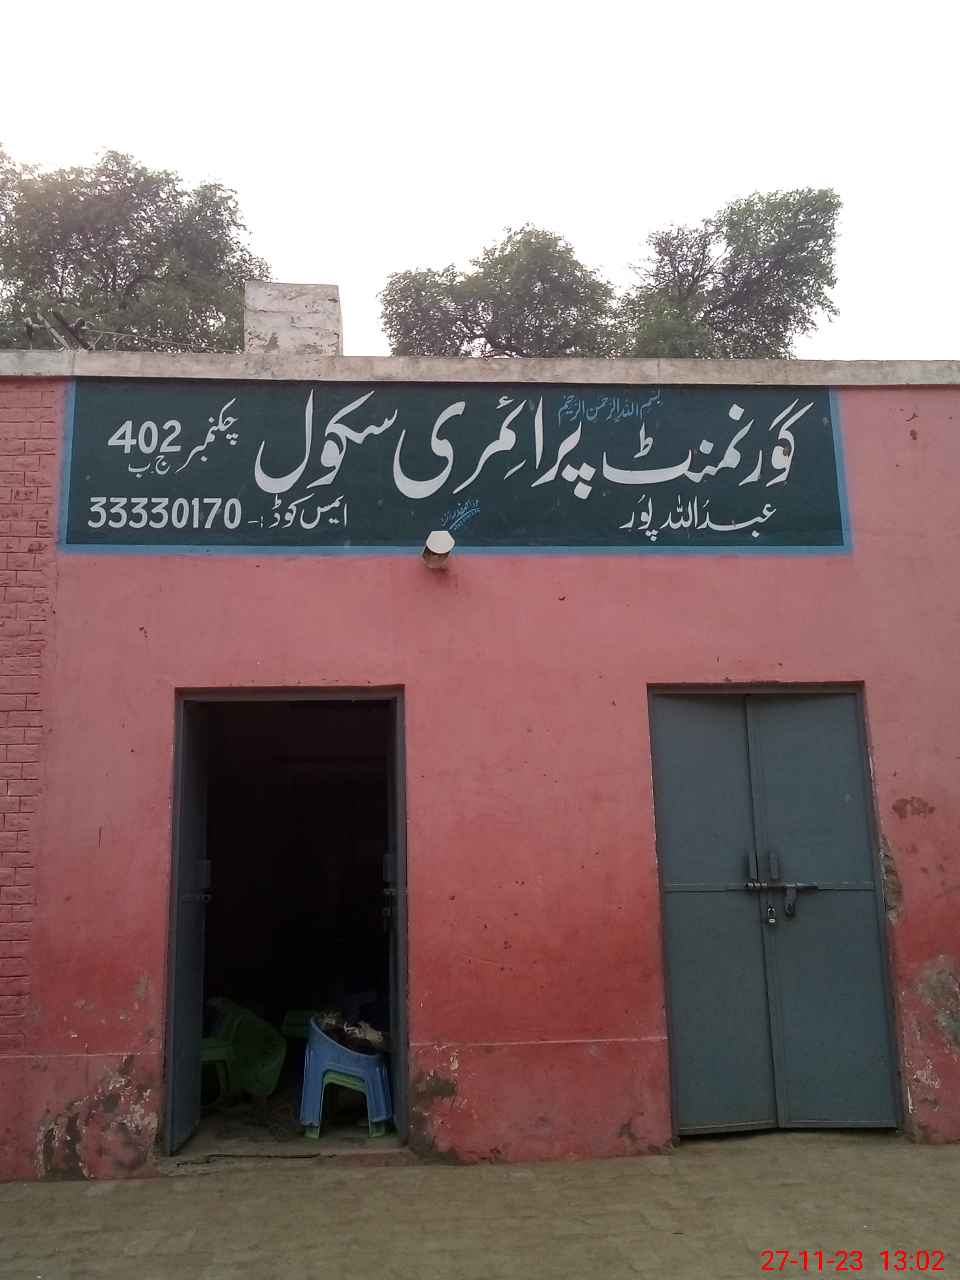 بسم اللہ الرحمن الرحیم
گورنمنٹ پرائمری سکول
چکنمبر 402 ج.ب
عبداللہ پور
ایمس کوڈ :- 33330170
27-11-23 13:02